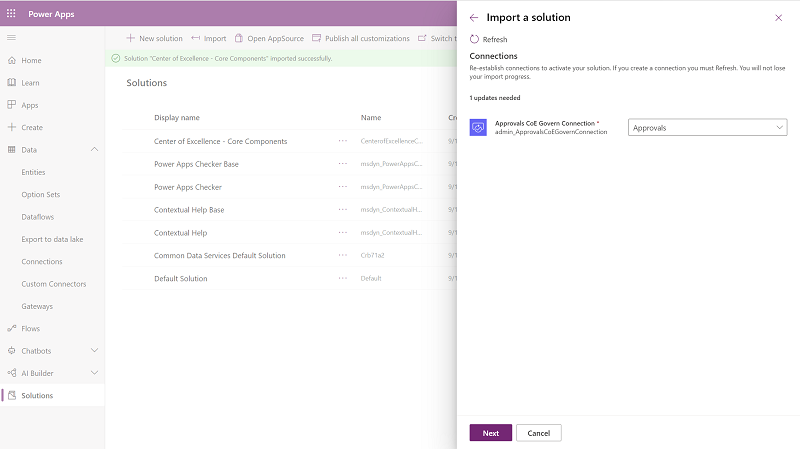 Power Apps
Home
Learn
Apps
Create
Data
Entities
Option Sets
Dataflows
Export to data lake
Connections
Custom Connectors
Gateways
Flows
Chatbots
AI Builder
Solutions
New solution Import Open AppSource Publish all customizations Switch t
Solution "Center of Excellence - Core Components" imported successfully.
Solutions
Display name Name Cre
Center of Excellence - Core Components ··· CenterofExcellenceC... 9/1
Power Apps Checker Base ··· msdyn_PowerAppsC... 9/1
Power Apps Checker ··· msdyn_PowerAppsC... 9/1
Contextual Help Base ··· msdyn_ContextualH... 9/1
Contextual Help ··· msdyn_ContextualH... 9/1
Common Data Services Default Solution ··· 9/1
Default Solution ··· Default 9/1
Import a solution
Refresh
Connections
Re-establish connections to activate your solution. If you create a connection you must Refresh. You will not lose
your import progress.
1 updates needed
Approvals CoE Govern Connection *
admin_ApprovalsCoEGovernConnection
Approvals
Next Cancel